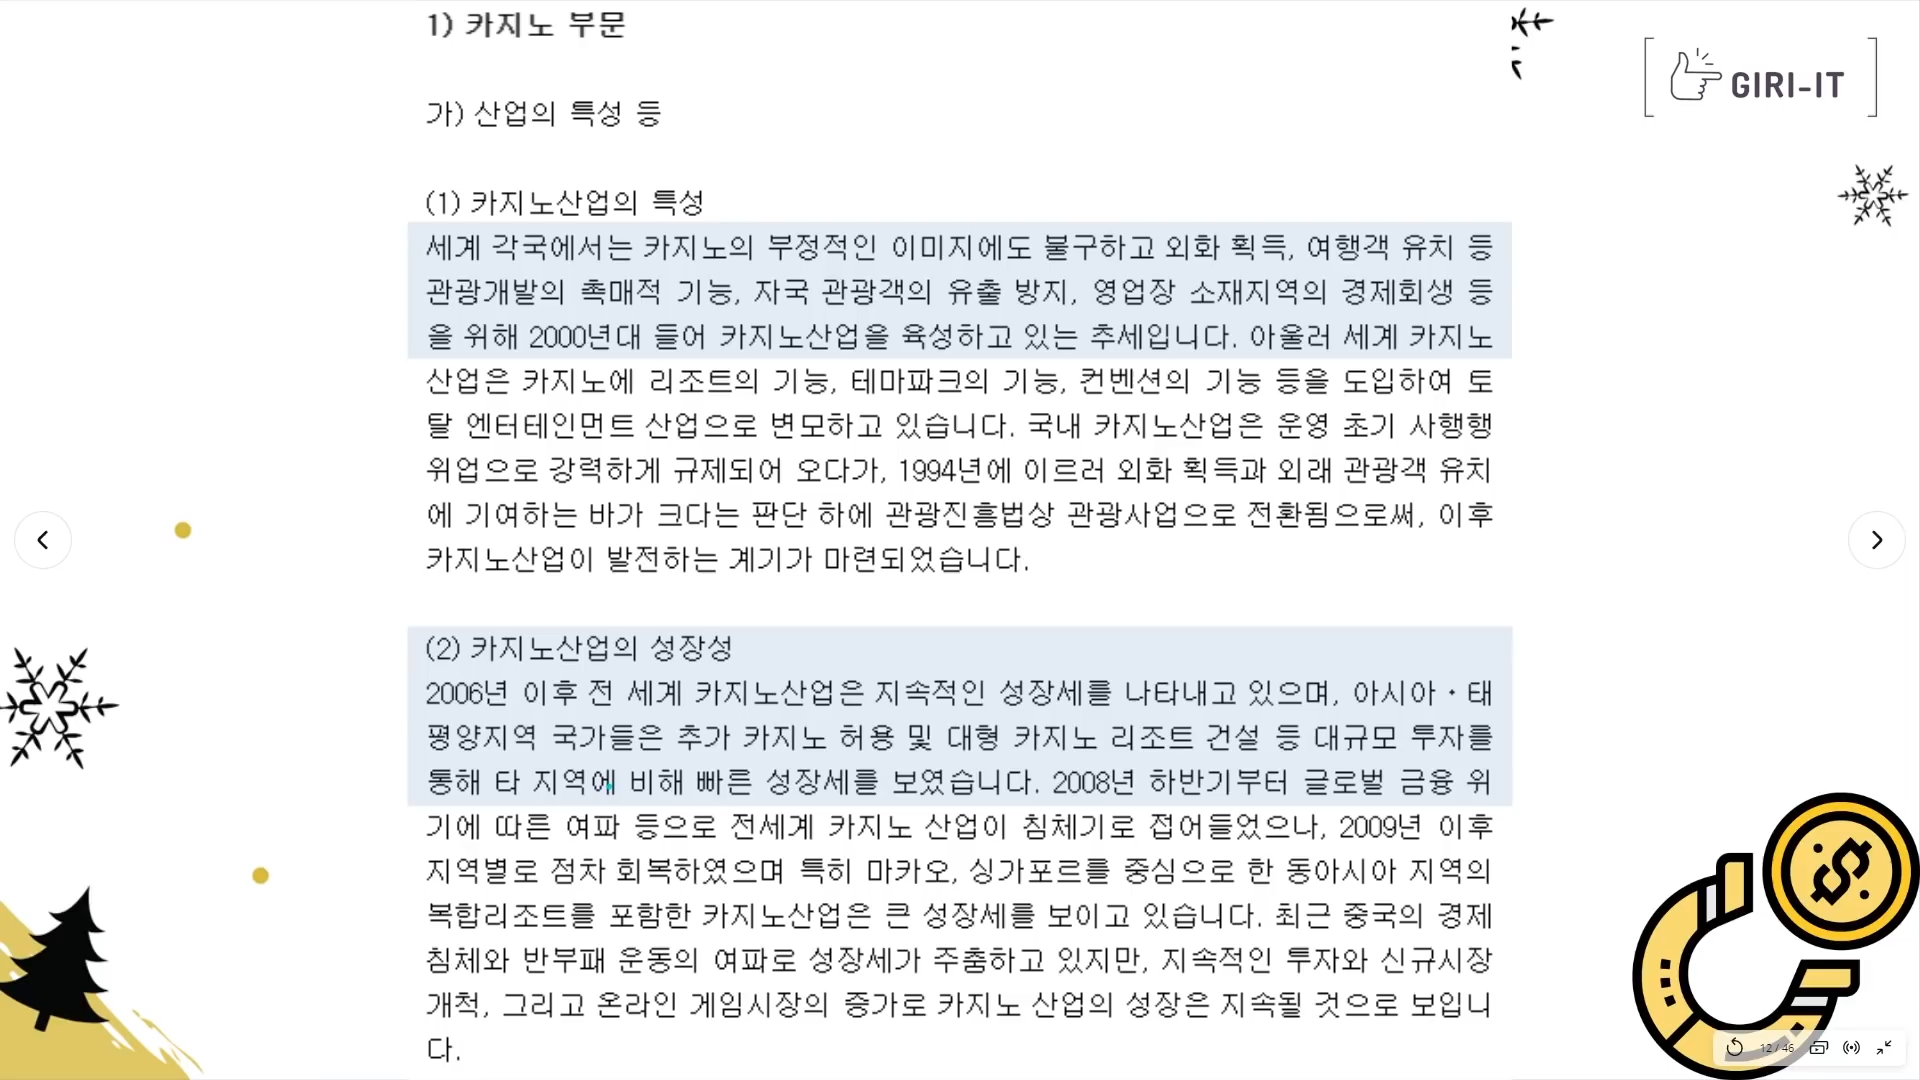 1) 카지노 부문
GIRI-IT
가) 산업의 특성 등
(1) 카지노산업의 특성
세계 각국에서는 카지노의 부정적인 이미지에도 불구하고 외화 획득, 여행객 유치 등
관광개발의 촉매적 기능, 자국 관광객의 유출 방지, 영업장 소재지역의 경제회생 등
을 위해 2000년대 들어 카지노산업을 육성하고 있는 추세입니다. 아울러 세계 카지노
산업은 카지노에 리조트의 기능, 테마파크의 기능, 컨벤션의 기능 등을 도입하여 토
탈 엔터테인먼트 산업으로 변모하고 있습니다. 국내 카지노산업은 운영 초기 사행행
위업으로 강력하게 규제되어 오다가, 1994년에 이르러 외화 획득과 외래 관광객 유치
에 기여하는 바가 크다는 판단 하에 관광진흥법상 관광사업으로 전환됨으로써, 이후
카지노산업이 발전하는 계기가 마련되었습니다.
(2) 카지노산업의 성장성
2006년 이후 전 세계 카지노산업은 지속적인 성장세를 나타내고 있으며, 아시아・태
평양지역 국가들은 추가 카지노 허용 및 대형 카지노 리조트 건설 등 대규모 투자를
통해 타 지역에 비해 빠른 성장세를 보였습니다. 2008년 하반기부터 글로벌 금융 위
기에 따른 여파 등으로 전세계 카지노 산업이 침체기로 접어들었으나, 2009년 이후
지역별로 점차 회복하였으며 특히 마카오, 싱가포르를 중심으로 한 동아시아 지역의
복합리조트를 포함한 카지노산업은 큰 성장세를 보이고 있습니다. 최근 중국의 경제
침체와 반부패 운동의 여파로 성장세가 주춤하고 있지만, 지속적인 투자와 신규시장
개척, 그리고 온라인 게임시장의 증가로 카지노 산업의 성장은 지속될 것으로 보입니
다.
12 / 46